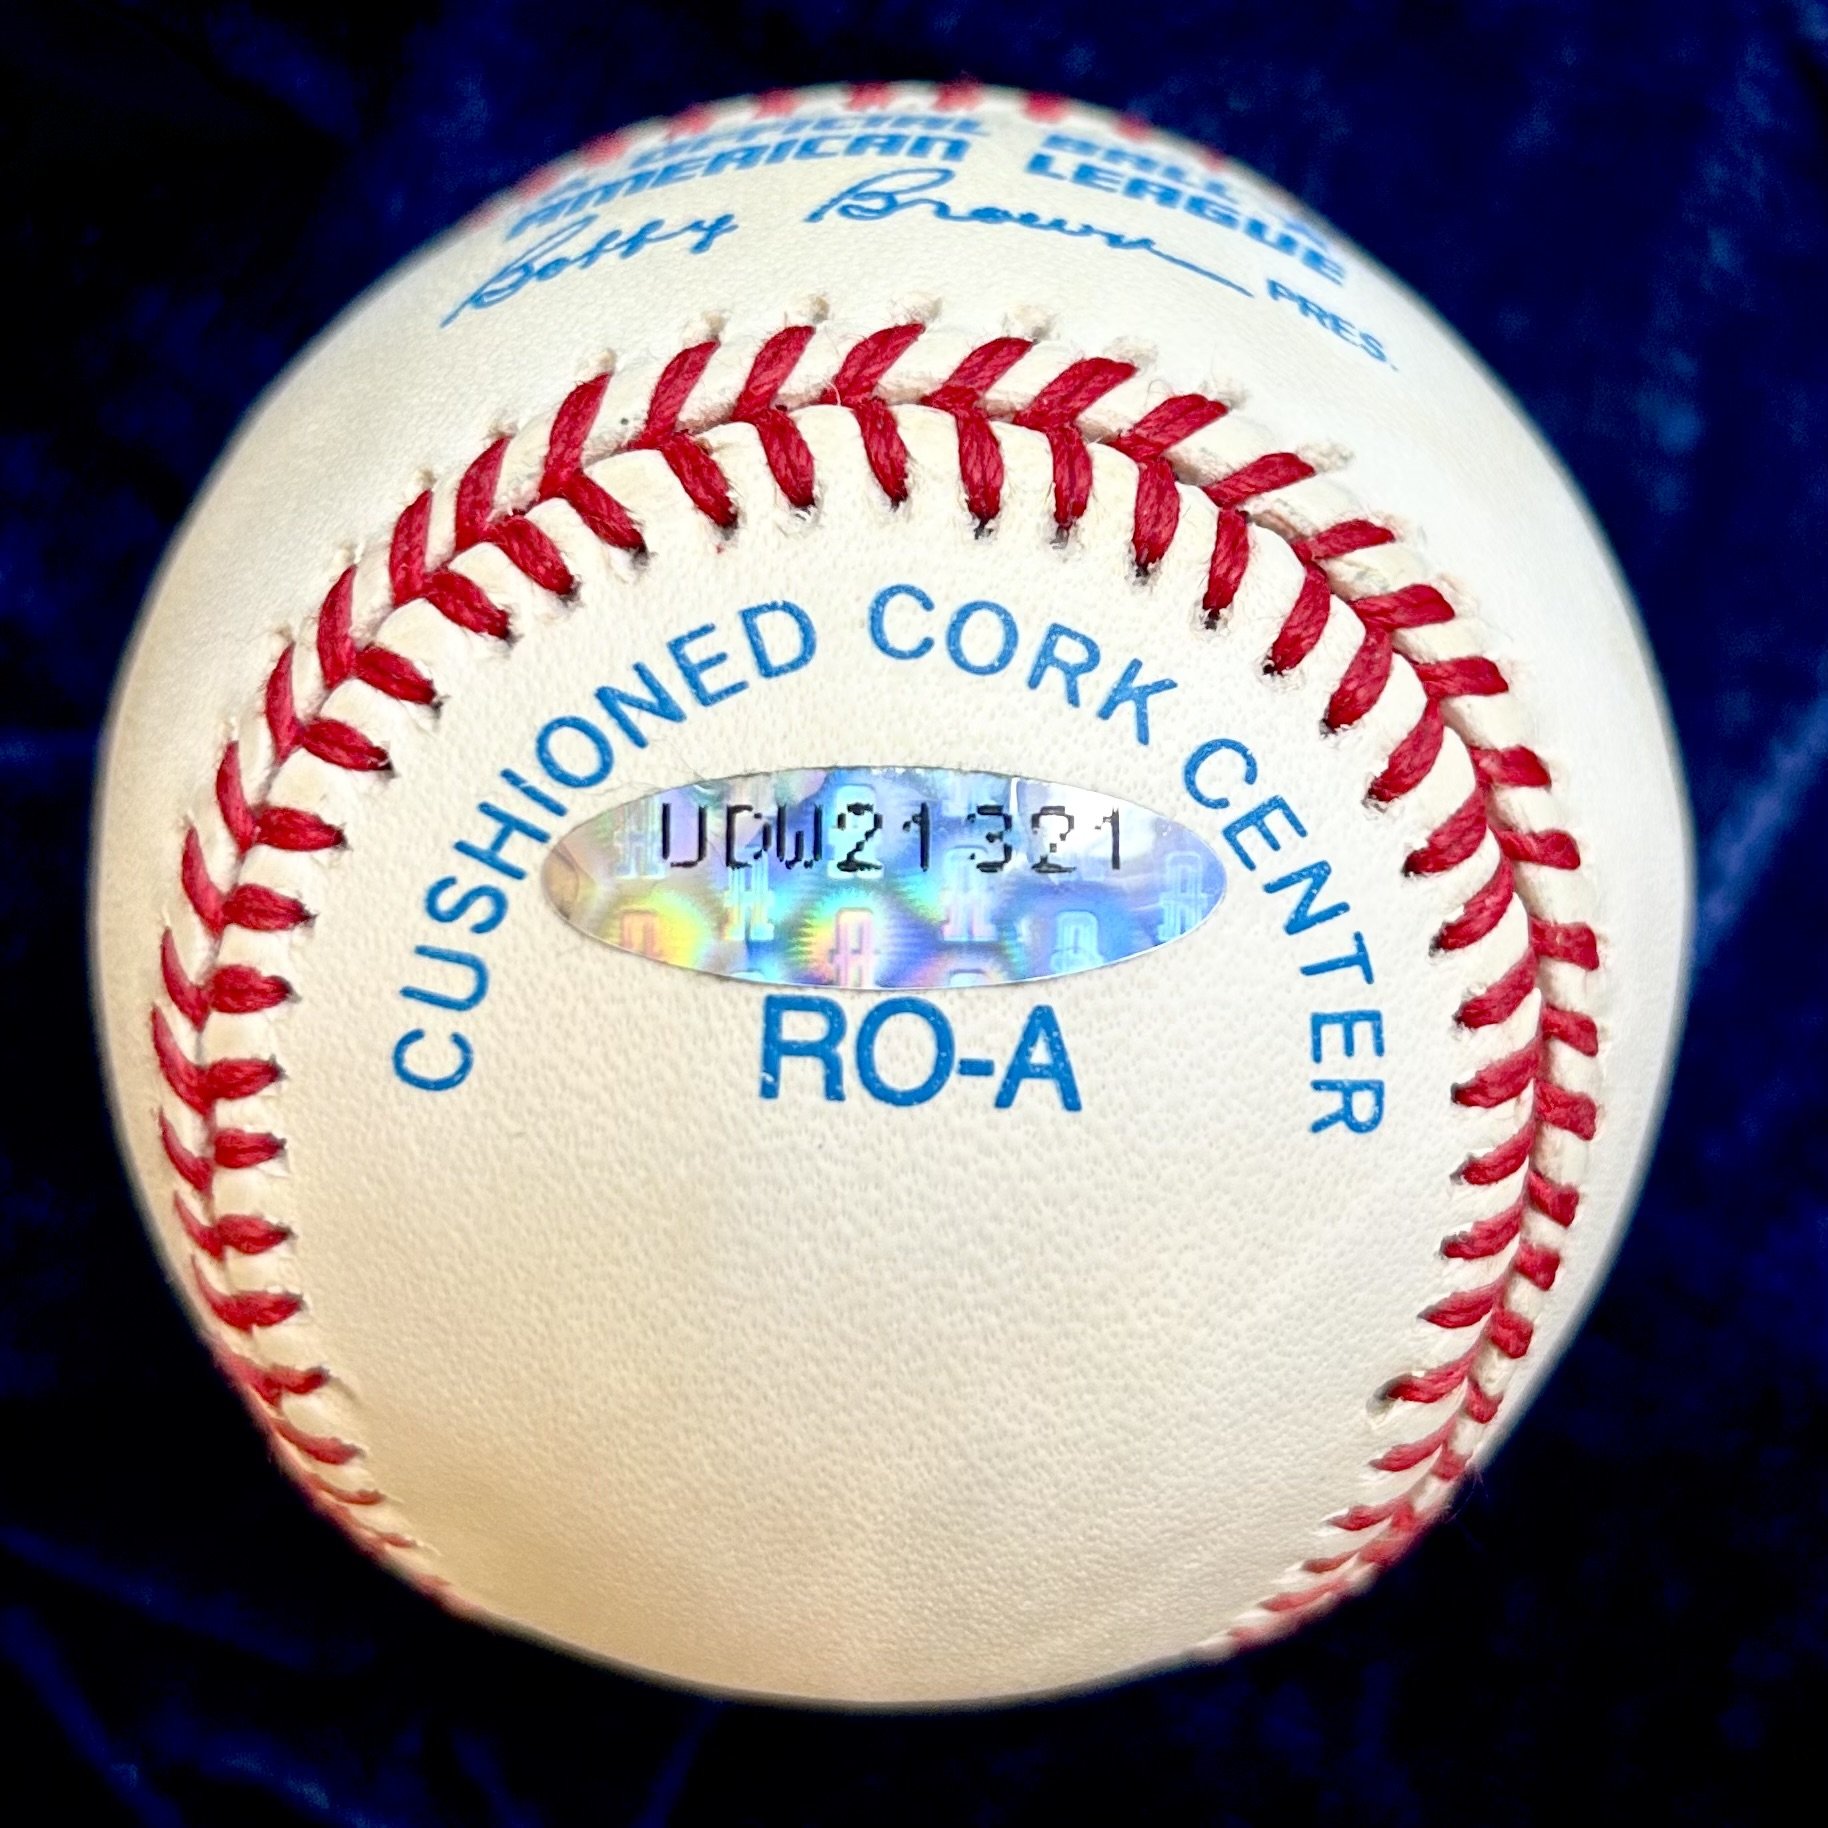 OFFICIAL BALL
AMERICAN LEAGUE
Bobby Brown PRES.
CUSHIONED CORK CENTER
UDW21321
RO-A